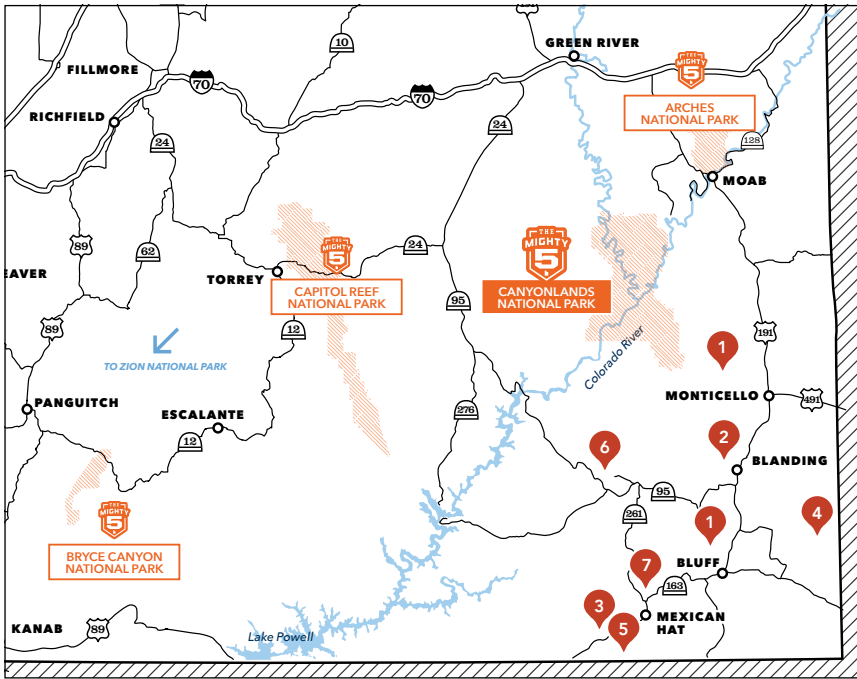 191
10
GREEN RIVER
FILLMORE
70
THE
MIGHTY
5
70
ARCHES
NATIONAL PARK
RICHFIELD
24
24
128
MOAB
89
62
24
THE
MIGHTY
5
THE
MIGHTY
5
EAVER
TORREY
CAPITOL REEF
NATIONAL PARK
CANYONLANDS
NATIONAL PARK
95
89
12
191
TO ZION NATIONAL PARK
Colorado River
1
PANGUITCH
MONTICELLO
491
ESCALANTE
276
12
2
6
BLANDING
95
THE
MIGHTY
5
261
1
4
BRYCE CANYON
NATIONAL PARK
7
BLUFF
163
3
MEXICAN
HAT
5
KANAB
89
Lake Powell